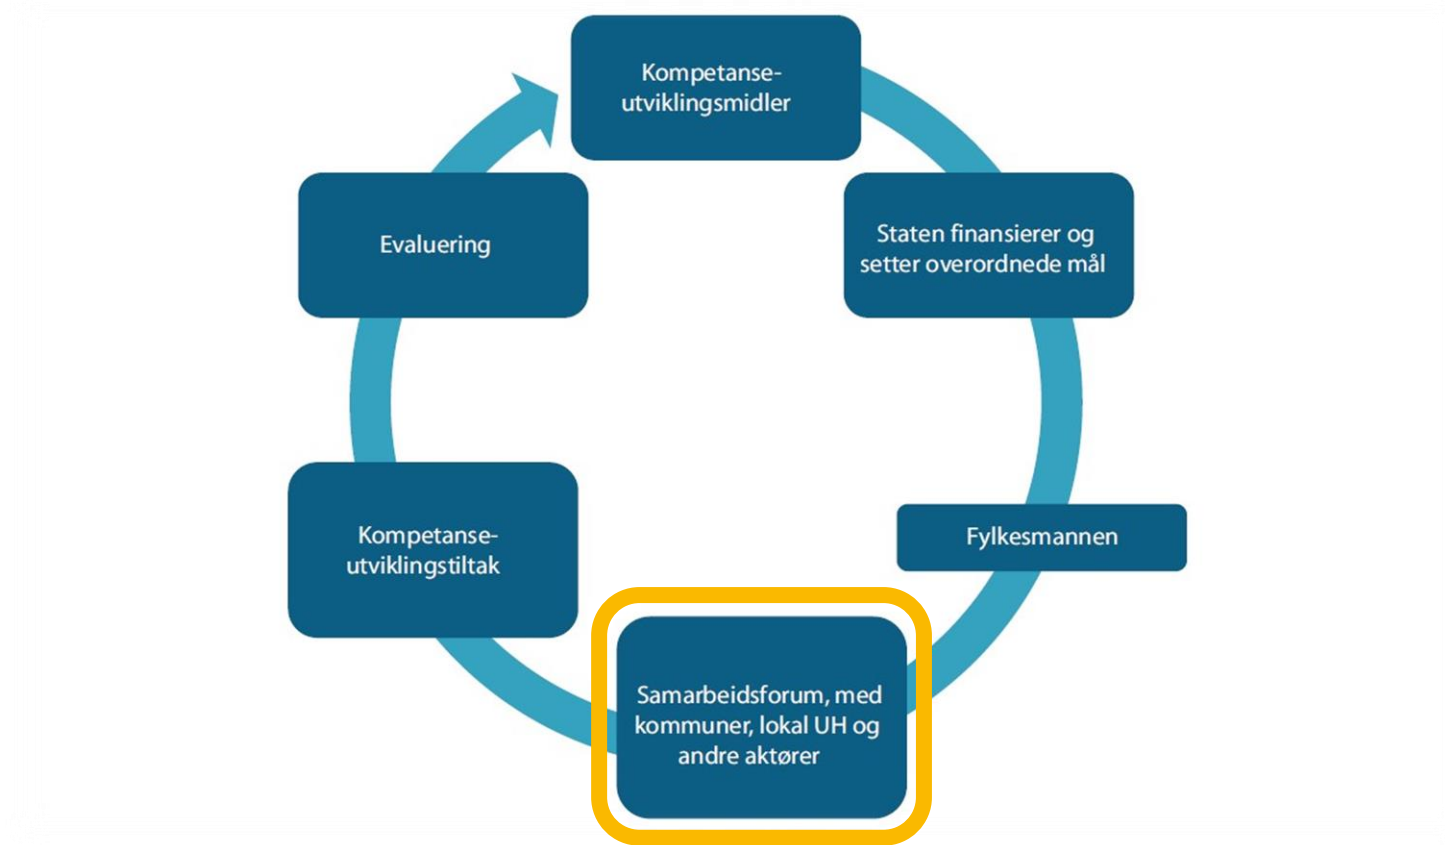 Kompetanse-
utviklingsmidler
Staten finansierer og
setter overordnede mål
Fylkesmannen
Samarbeidsforum, med
kommuner, lokal UH og
andre aktører
Kompetanse-
utviklingstiltak
Evaluering